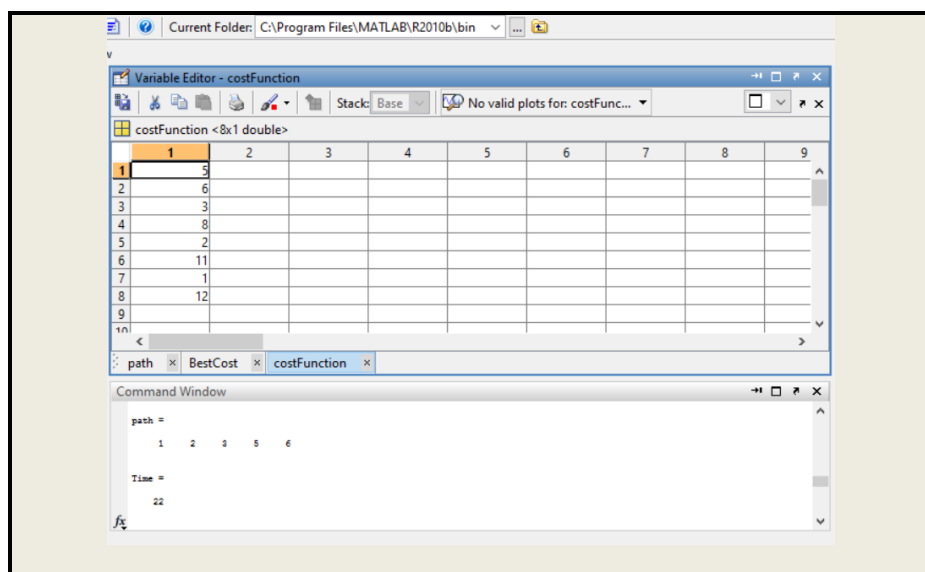 Current Folder: C:\Program Files\MATLAB\R2010b\bin ...
v
Variable Editor - costFunction
Stack: Base No valid plots for: costFunc...
costFunction <8x1 double>
1 2 3 4 5 6 7 8 9
1 5
2 6
3 3
4 8
5 2
6 11
7 1
8 12
9
10
path BestCost costFunction
Command Window
path =
1 2 3 5 6
Time =
22
fx